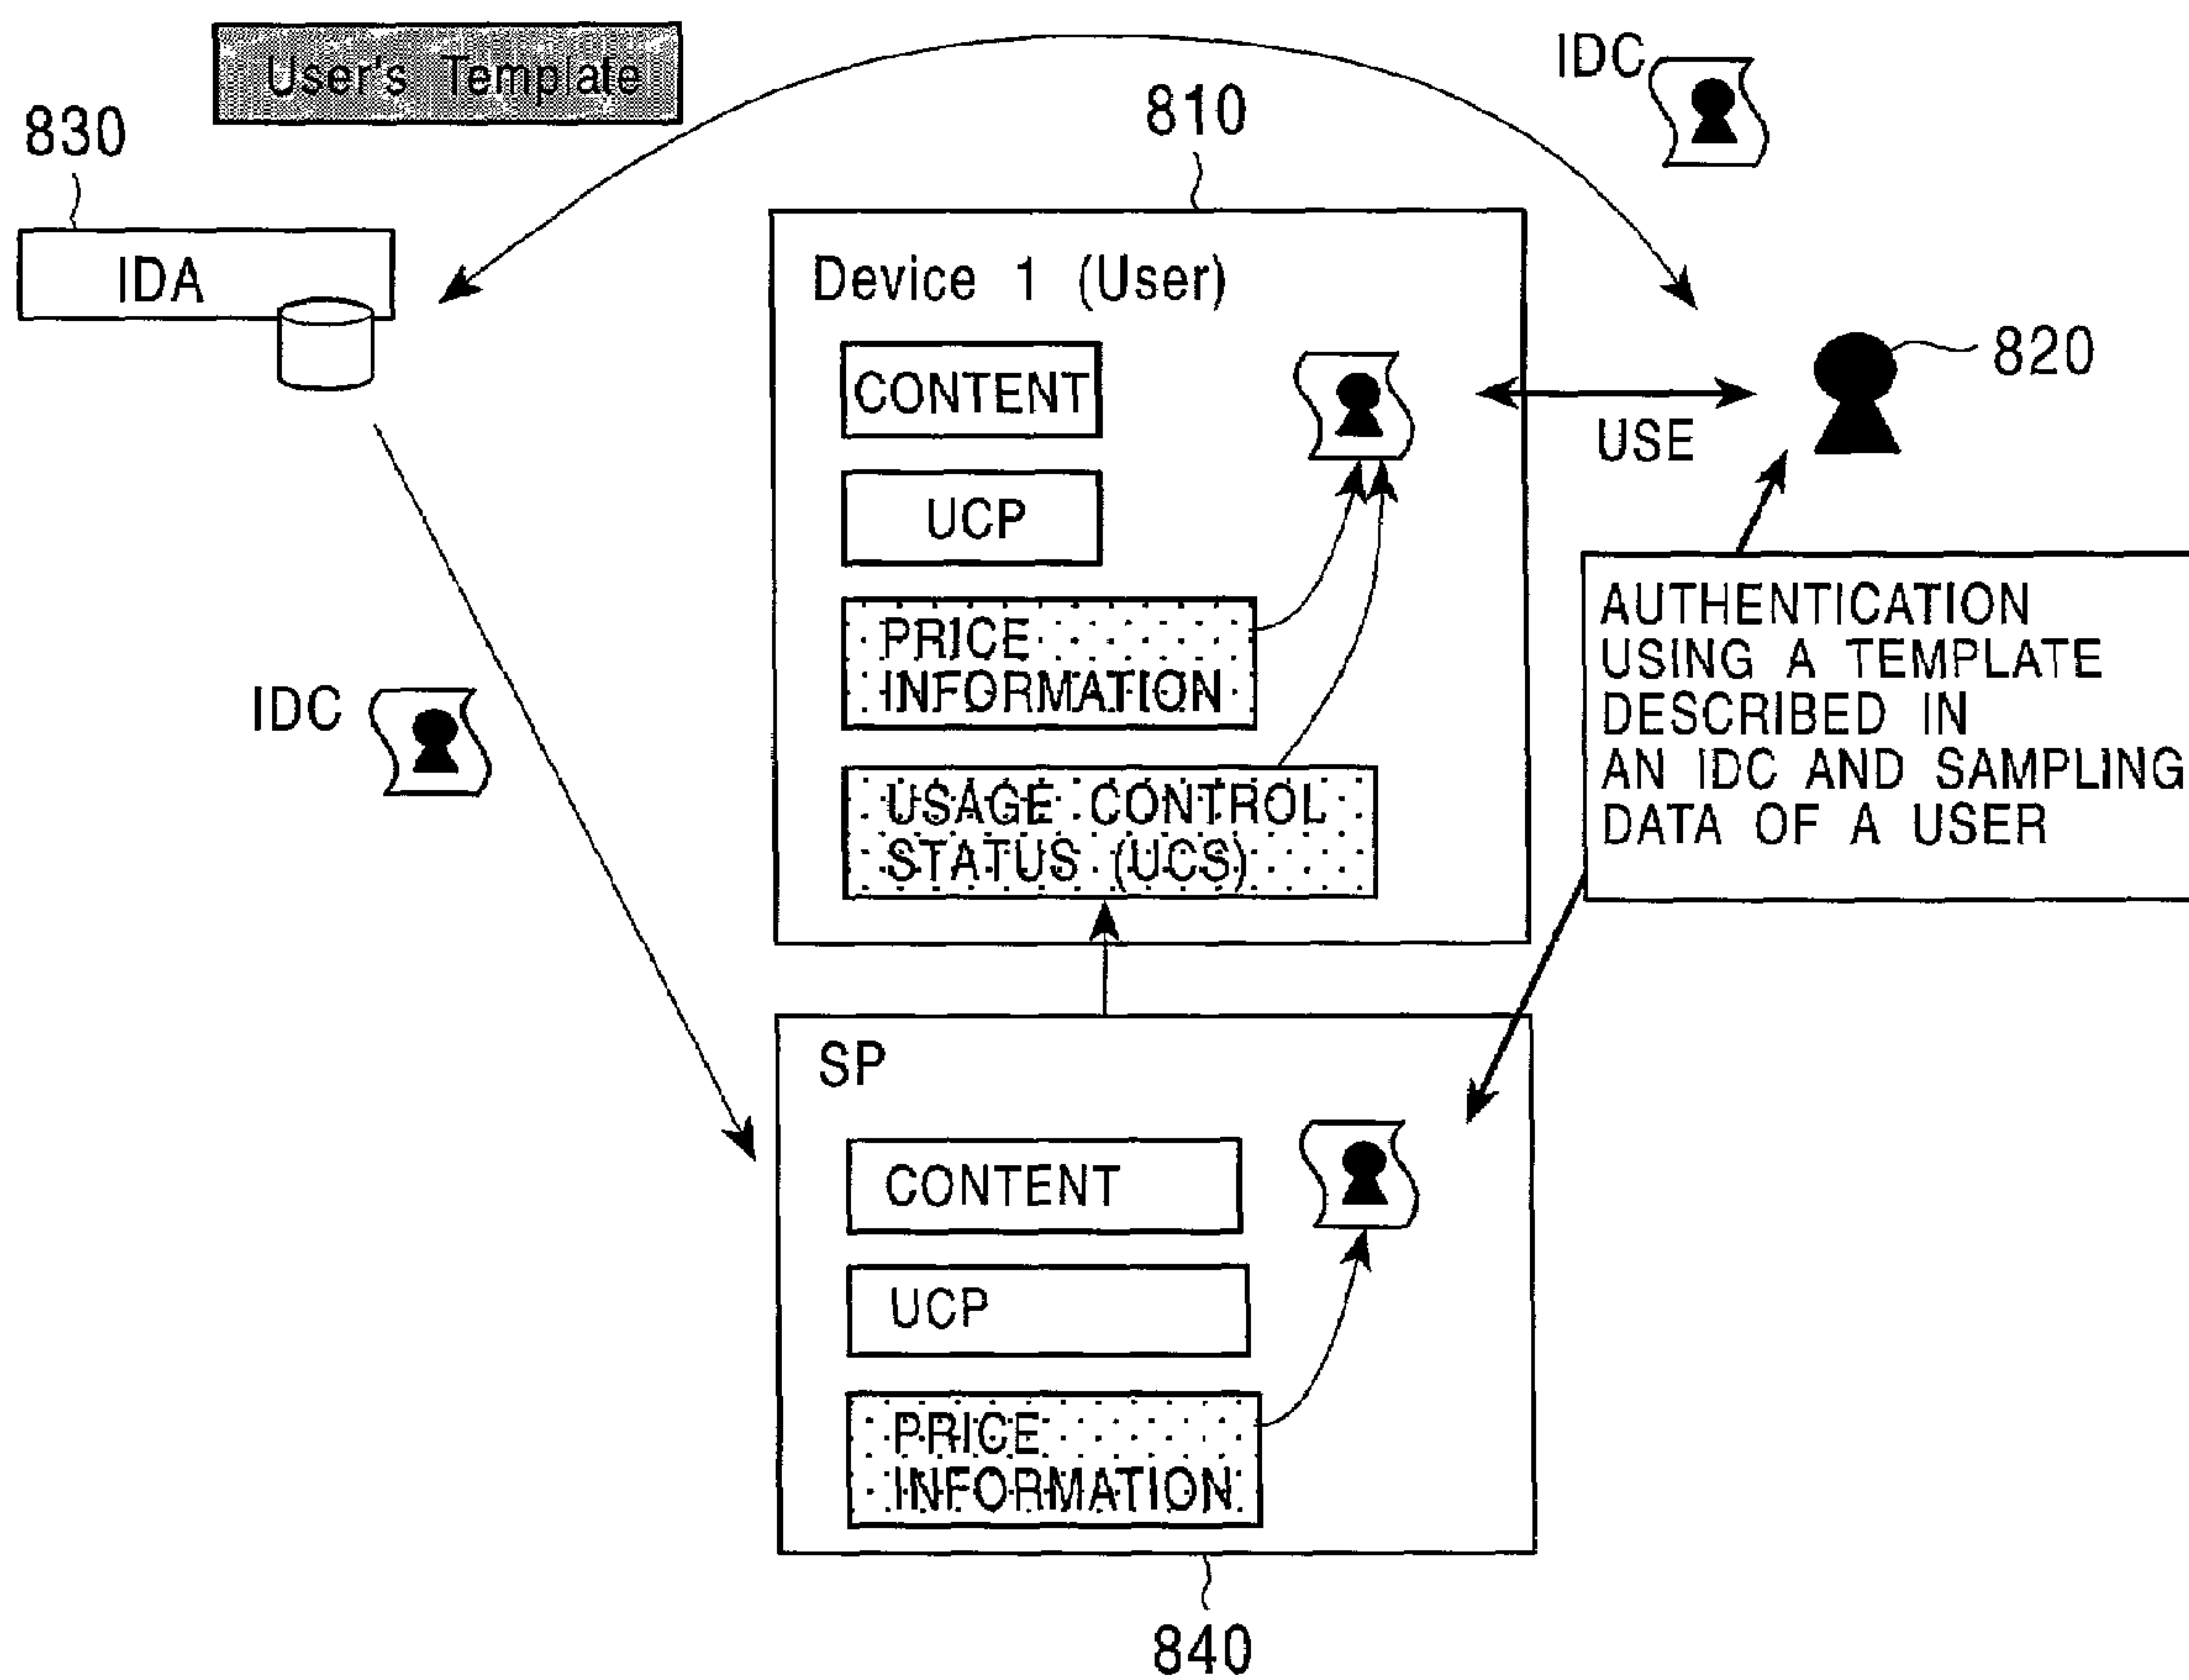 User's Template
IDC
830
810
IDA
Device 1 (User)
CONTENT
820
USE
UCP
AUTHENTICATION
USING A TEMPLATE
DESCRIBED IN
AN IDC AND SAMPLING
DATA OF A USER
PRICE
INFORMATION
IDC
USAGE CONTROL
STATUS (UCS)
SP
CONTENT
UCP
PRICE
INFORMATION
840